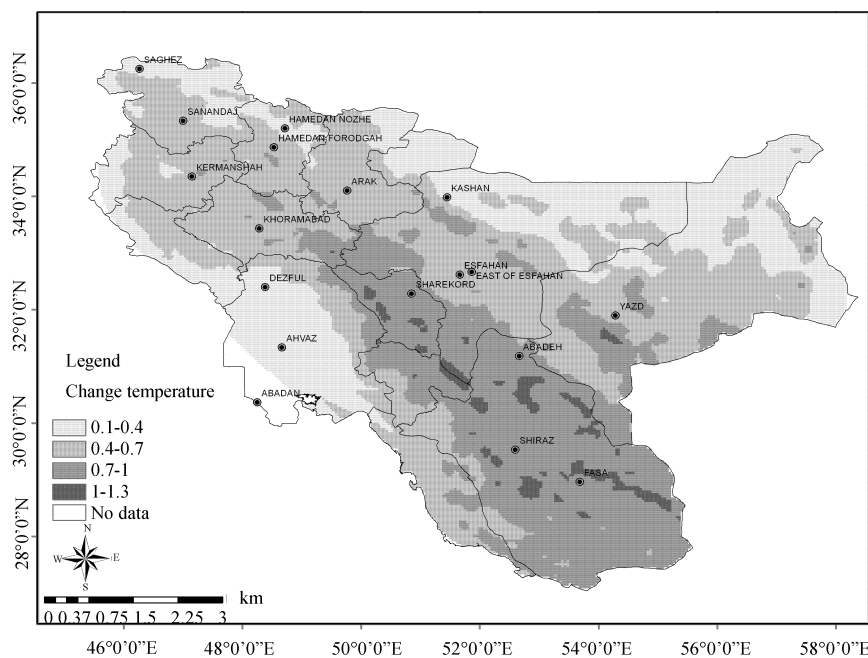 SAGHEZ
SANANDAJ
HAMEDAN NOZHE
HAMEDAN FORODGAH
KERMANSHAH
ARAK
KASHAN
KHORAMABAD
ESFAHAN
EAST OF ESFAHAN
DEZFUL
SHAREKORD
YAZD
AHVAZ
ABADEH
ABADAN
SHIRAZ
FASA
36°0'0"N
34°0'0"N
32°0'0"N
30°0'0"N
28°0'0"N
Legend
Change temperature
0.1-0.4
0.4-0.7
0.7-1
1-1.3
No data
N
W E
S
km
0 0.37 0.75 1.5 2.25 3
46°0'0"E 48°0'0"E 50°0'0"E 52°0'0"E 54°0'0"E 56°0'0"E 58°0'0"E